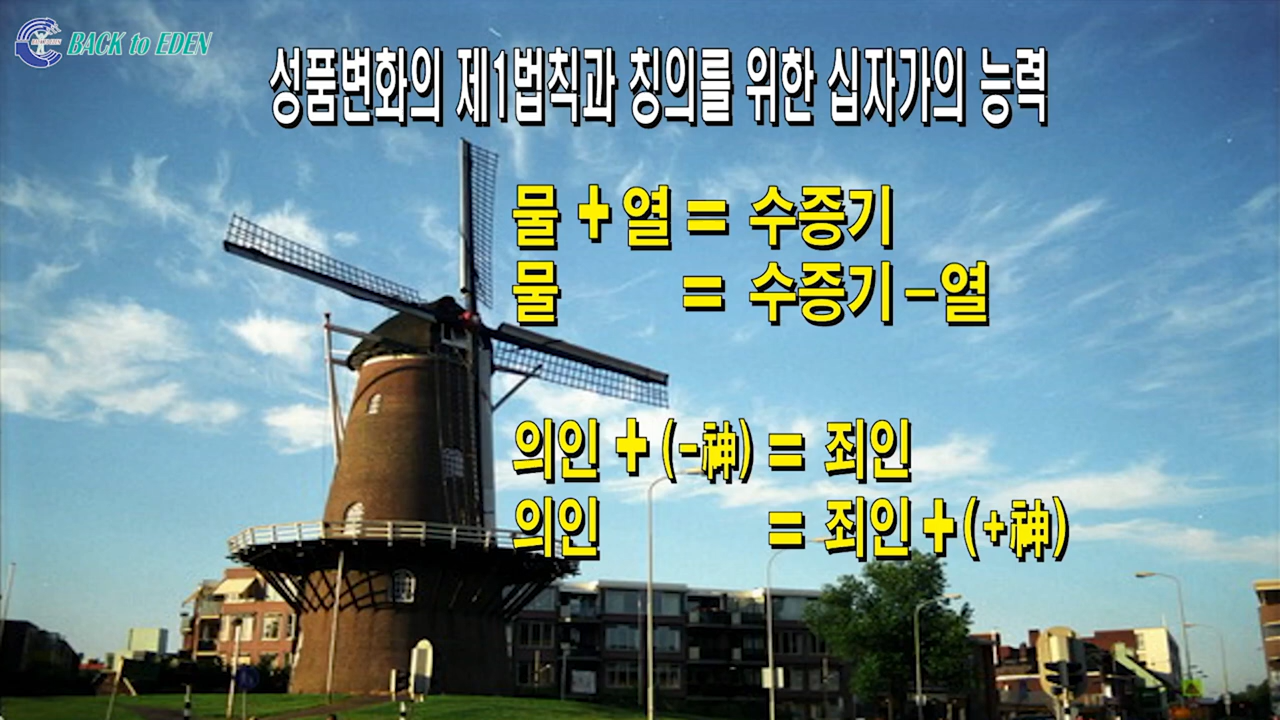 BACK to EDEN
성품변화의 제1법칙과 칭의를 위한 십자가의 능력
물 + 열 = 수증기
물 = 수증기 - 열
의인 + (-神) = 죄인
의인 = 죄인 + (+神)